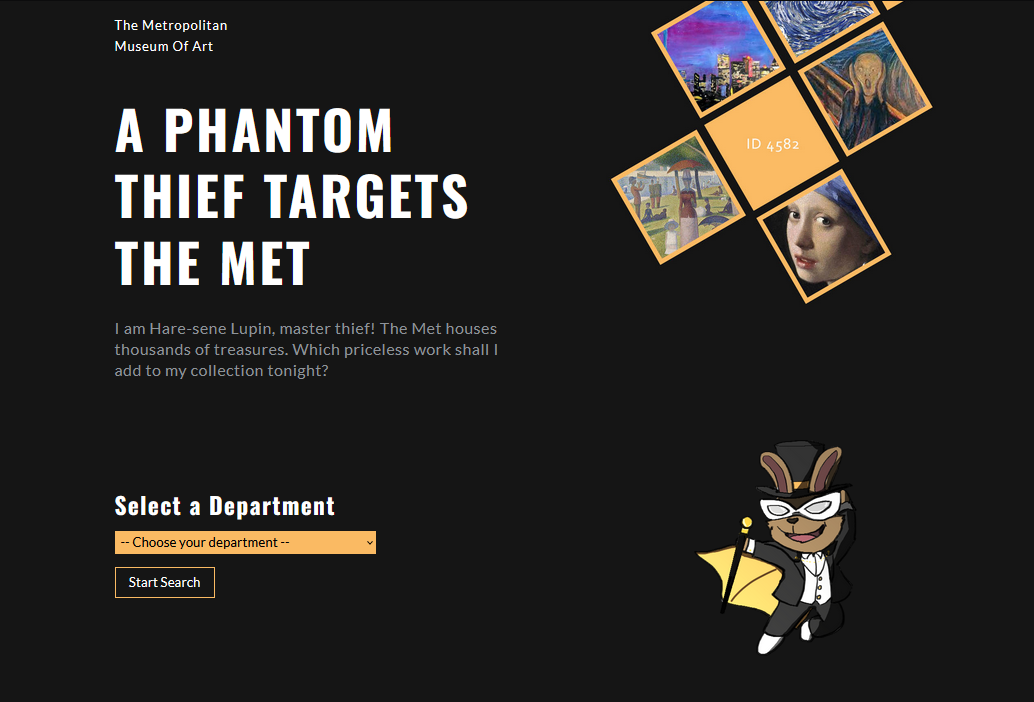 The Metropolitan
Museum Of Art
A PHANTOM
THIEF TARGETS
THE MET
ID 4582
I am Hare-sene Lupin, master thief! The Met houses
thousands of treasures. Which priceless work shall I
add to my collection tonight?
Select a Department
-- Choose your department --
Start Search